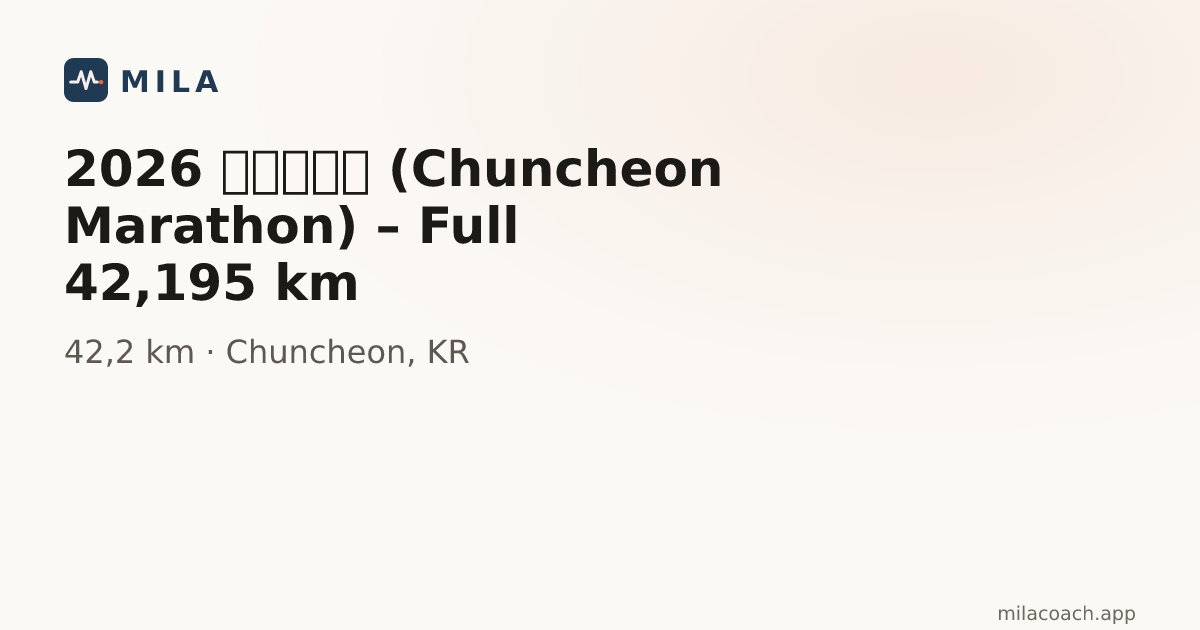 MILA
2026 (Chuncheon
Marathon) – Full
42,195 km
42,2 km · Chuncheon, KR
milacoach.app